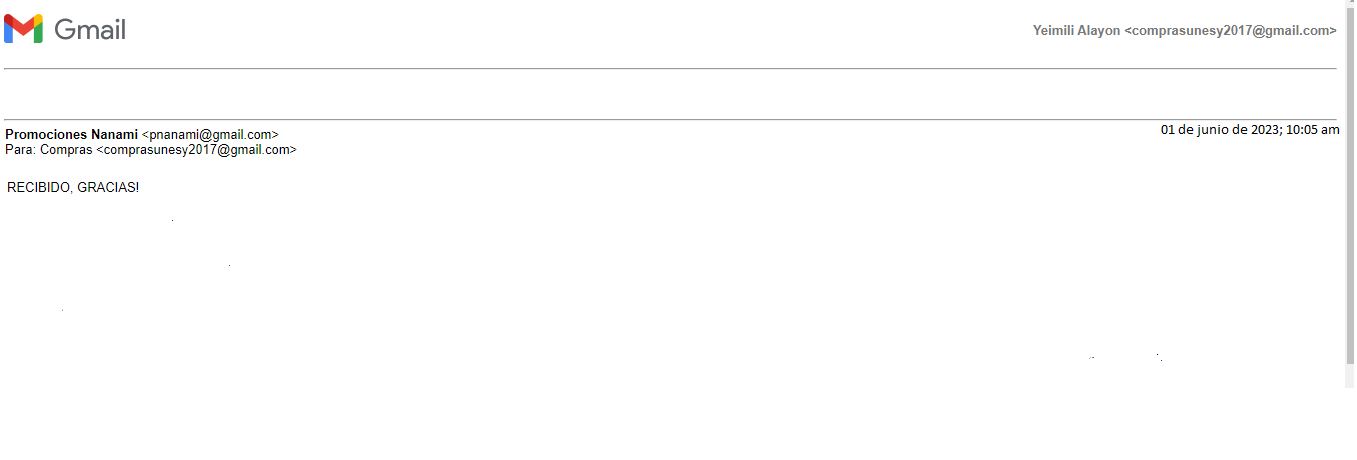 Gmail
Yeimili Alayon <comprasunesy2017@gmail.com>
Promociones Nanami <pnanami@gmail.com>
01 de junio de 2023; 10:05 am
Para: Compras <comprasunesy2017@gmail.com>
RECIBIDO, GRACIAS!